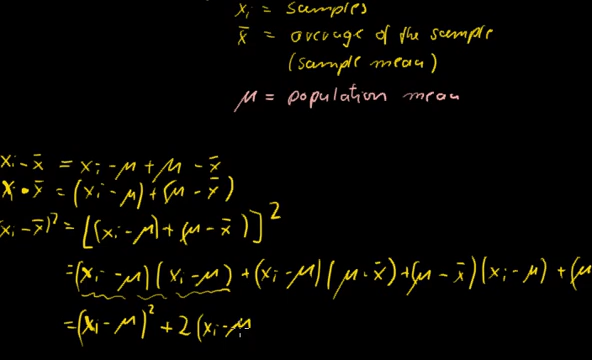 xᵢ = samples
x̄ = average of the sample
(sample mean)
μ = population mean
xᵢ - x̄ = xᵢ - μ + μ - x̄
xᵢ - x̄ = (xᵢ - μ) + (μ - x̄)
xᵢ - x̄)² = [(xᵢ - μ) + (μ - x̄)]²
= (xᵢ - μ)(xᵢ - μ) + (xᵢ - μ)(μ - x̄) + (μ - x̄)(xᵢ - μ) + (μ
= (xᵢ - μ)² + 2(xᵢ - μ